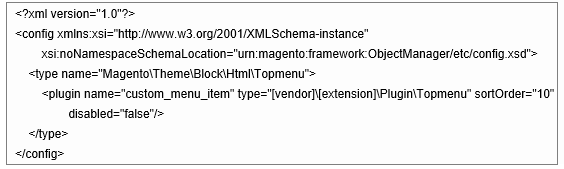 <?xml version="1.0"?>
<config xmlns:xsi="http://www.w3.org/2001/XMLSchema-instance"
xsi:noNamespaceSchemaLocation="urn:magento:framework:ObjectManager/etc/config.xsd">
<type name="Magento\Theme\Block\Html\Topmenu">
<plugin name="custom_menu_item" type="[vendor]\[extension]\Plugin\Topmenu" sortOrder="10"
disabled="false"/>
</type>
</config>